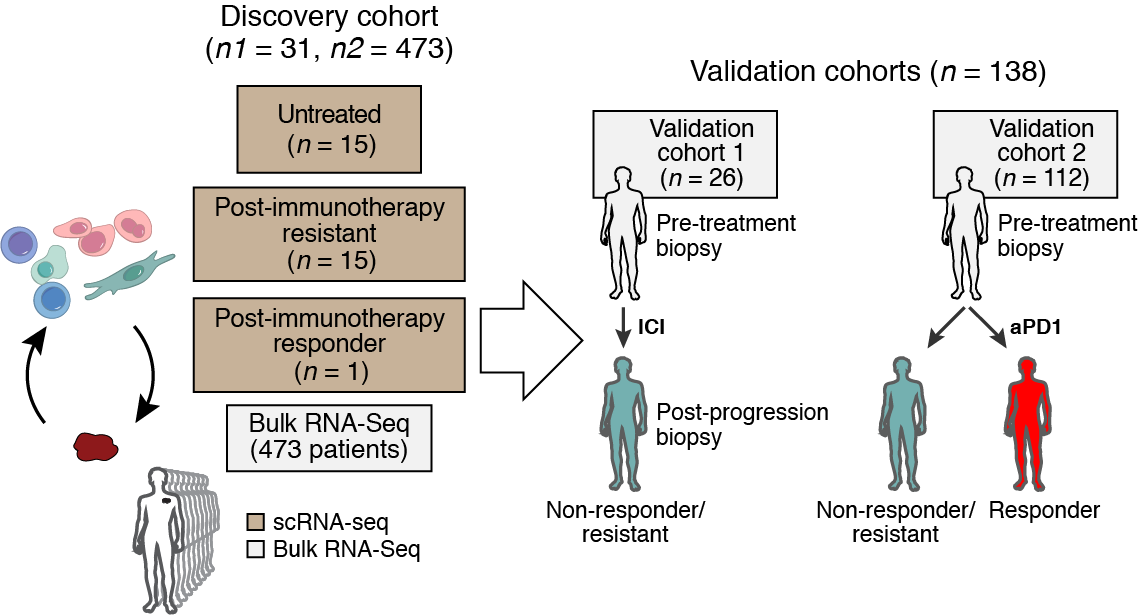 Discovery cohort
(n1 = 31, n2 = 473)
Untreated
(n = 15)
Post-immunotherapy
resistant
(n = 15)
Post-immunotherapy
responder
(n = 1)
Bulk RNA-Seq
(473 patients)
scRNA-seq
Bulk RNA-Seq
Validation cohorts (n = 138)
Validation
cohort 1
(n = 26)
Pre-treatment
biopsy
ICI
Post-progression
biopsy
Non-responder/
resistant
Validation
cohort 2
(n = 112)
Pre-treatment
biopsy
aPD1
Non-responder/
resistant
Responder